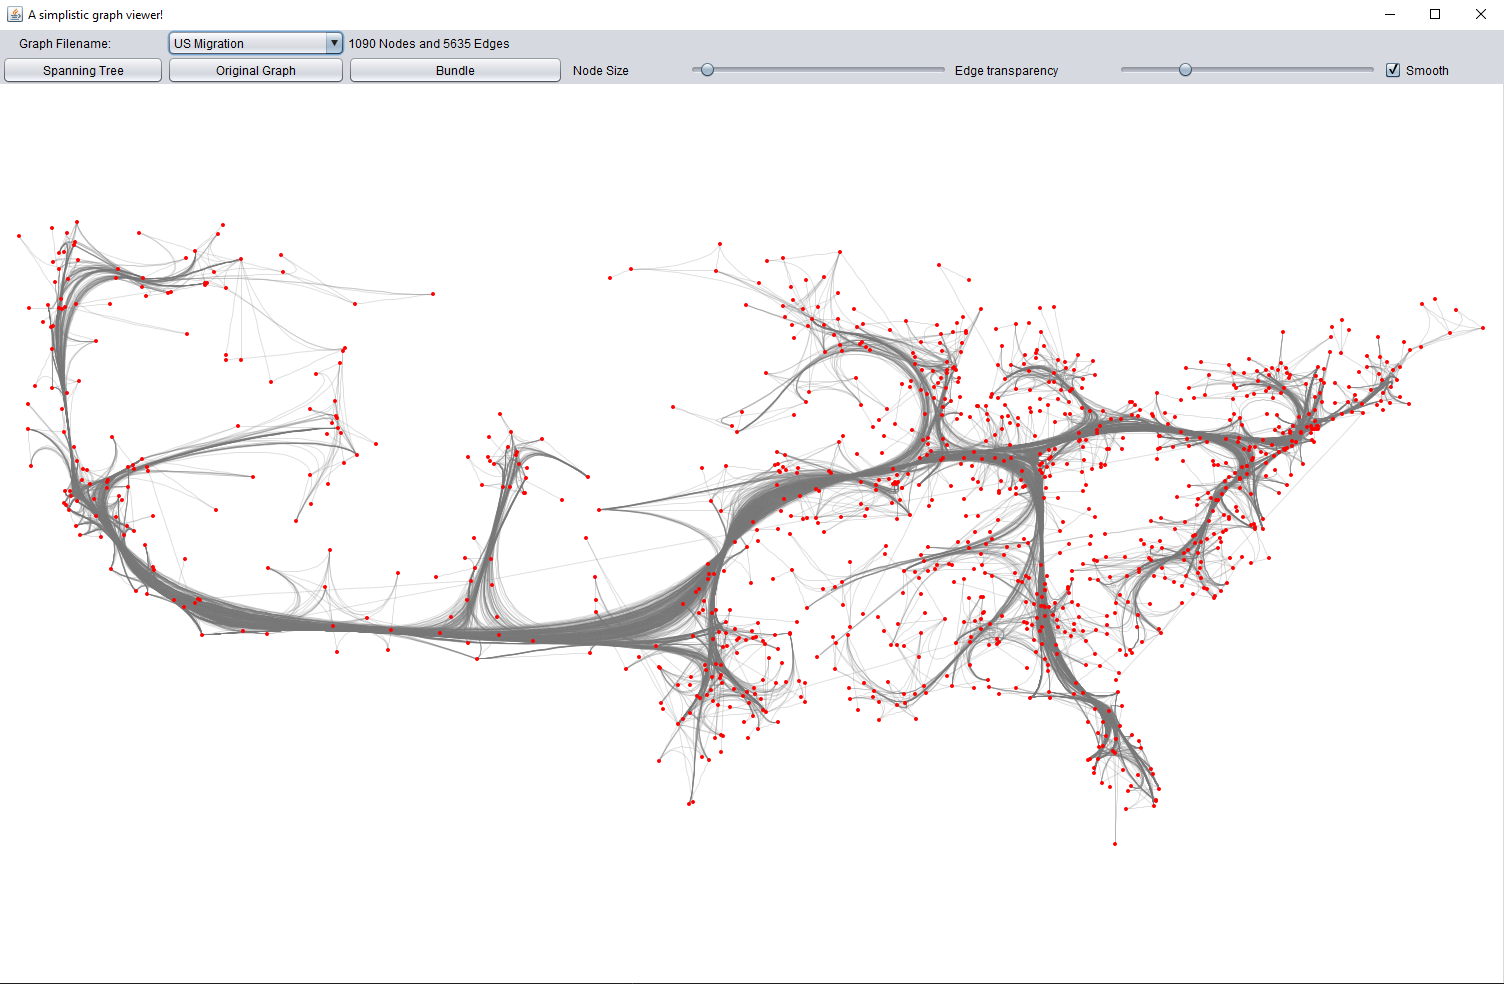 A simplistic graph viewer!
Graph Filename: US Migration 1090 Nodes and 5635 Edges
Spanning Tree Original Graph Bundle Node Size Edge transparency Smooth